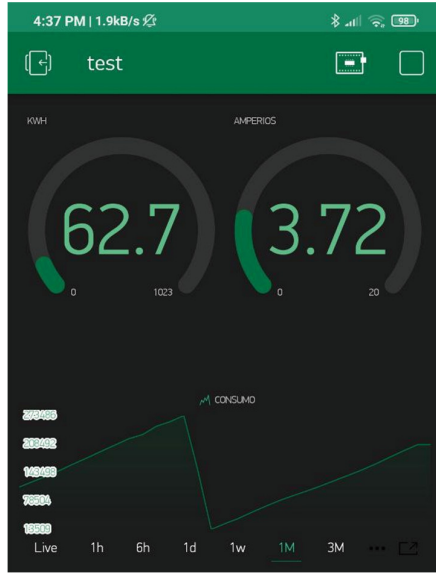 4:37 PM | 1.9kB/s
98
test
KWH
AMPERIOS
62.7
3.72
0
1023
0
20
CONSUMO
273486
208492
143498
78504
13509
Live 1h 6h 1d 1w 1M 3M •••